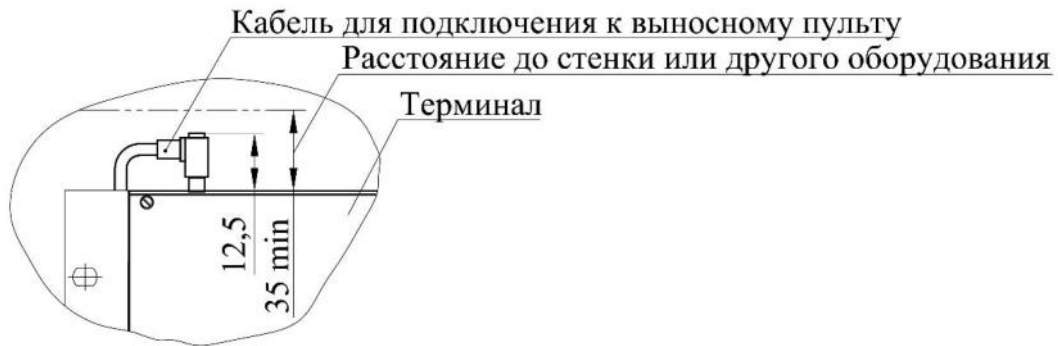 Кабель для подключения к выносному пульту
Расстояние до стенки или другого оборудования
Терминал
12,5
35 min